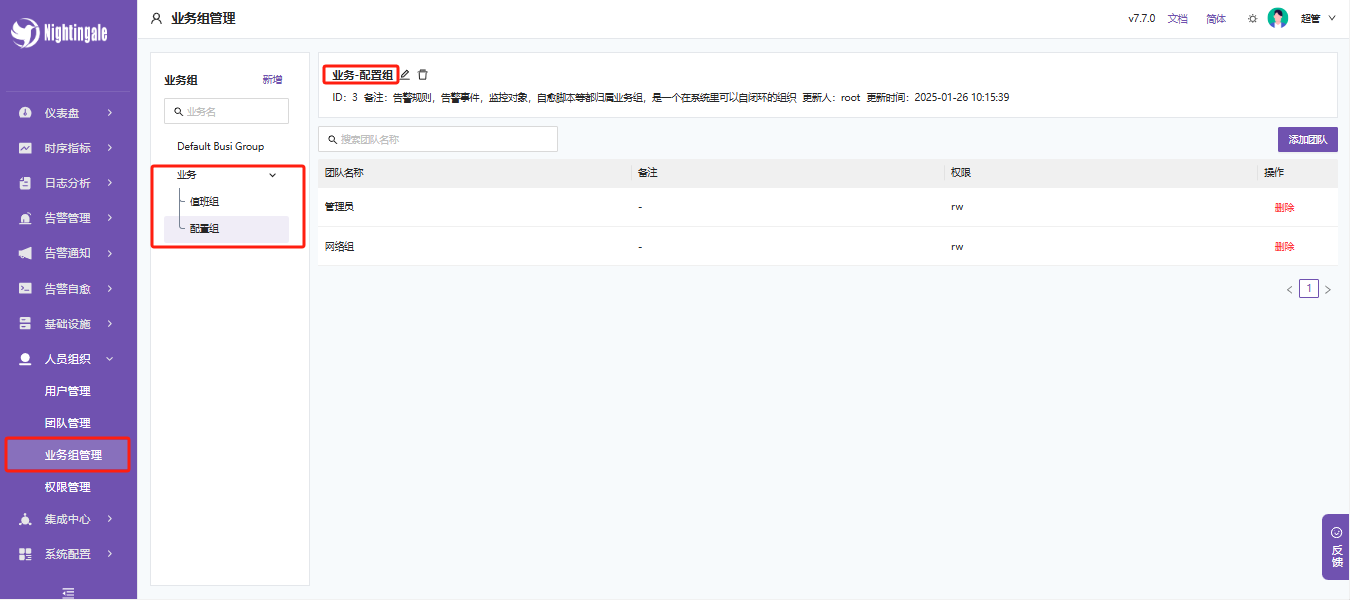 Nightingale
业务组管理
v7.7.0 文档 简体 超管
仪表盘
时序指标
日志分析
告警管理
告警通知
告警自愈
基础设施
人员组织
用户管理
团队管理
业务组管理
权限管理
集成中心
系统配置
业务组 新增
业务名
Default Busi Group
业务
值班组
配置组
业务-配置组
ID：3 备注：告警规则，告警事件，监控对象，自愈脚本等都归属业务组，是一个在系统里可以自闭环的组织 更新人：root 更新时间：2025-01-26 10:15:39
搜索团队名称 添加团队
团队名称 备注 权限 操作
管理员 - rw 删除
网络组 - rw 删除
< 1 >
反馈